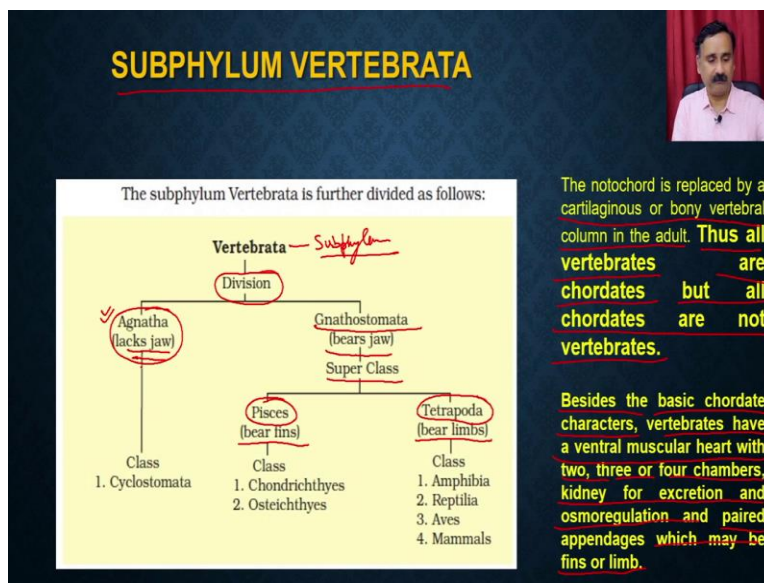 SUBPHYLUM VERTEBRATA
The subphylum Vertebrata is further divided as follows:
Vertebrata — Subphylum
Division
Agnatha
(lacks jaw)
Gnathostomata
(bears jaw)
Super Class
Pisces
(bear fins)
Tetrapoda
(bear limbs)
Class
1. Cyclostomata
Class
1. Chondrichthyes
2. Osteichthyes
Class
1. Amphibia
2. Reptilia
3. Aves
4. Mammals
The notochord is replaced by a
cartilaginous or bony vertebral
column in the adult. Thus all
vertebrates are
chordates but all
chordates are not
vertebrates.
Besides the basic chordate
characters, vertebrates have
a ventral muscular heart with
two, three or four chambers,
kidney for excretion and
osmoregulation and paired
appendages which may be
fins or limb.